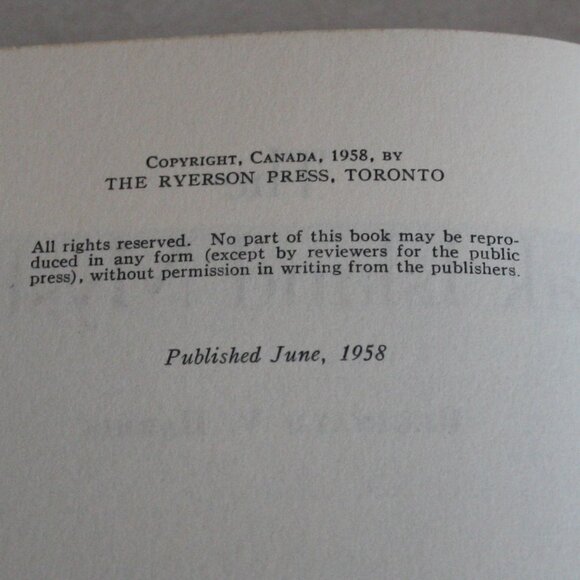 COPYRIGHT, CANADA, 1958, BY
THE RYERSON PRESS, TORONTO
All rights reserved. No part of this book may be repro-
duced in any form (except by reviewers for the public
press), without permission in writing from the publishers.
Published June, 1958